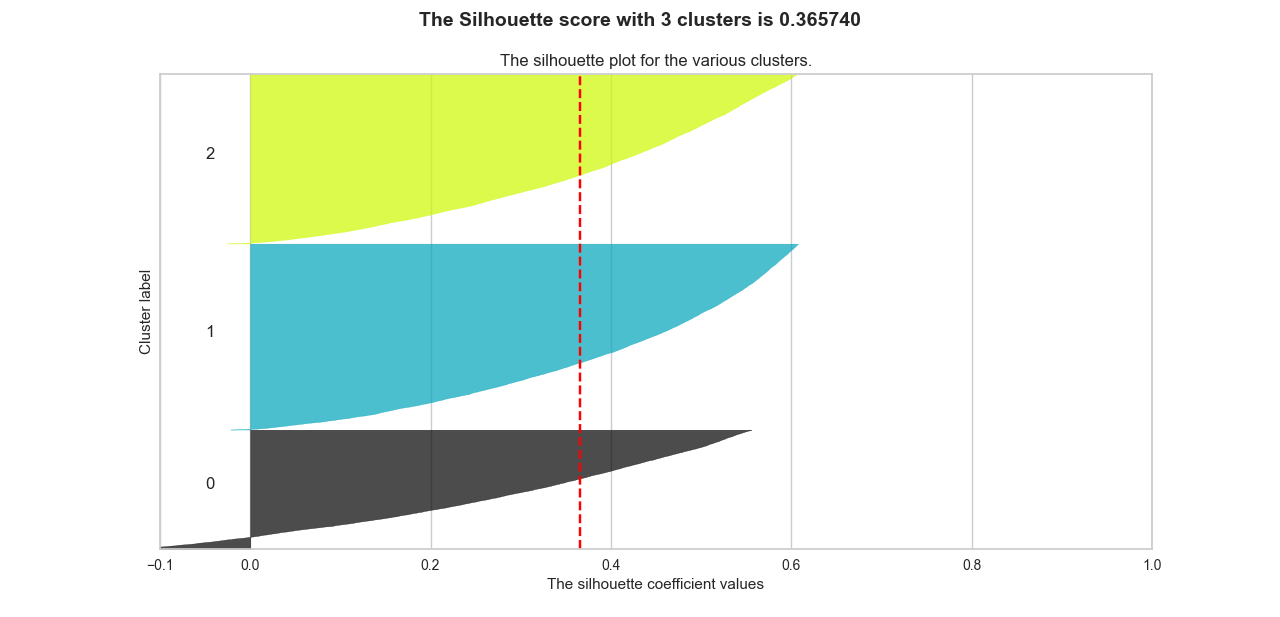 The Silhouette score with 3 clusters is 0.365740
The silhouette plot for the various clusters.
2
1
0
Cluster label
−0.1 0.0 0.2 0.4 0.6 0.8 1.0
The silhouette coefficient values